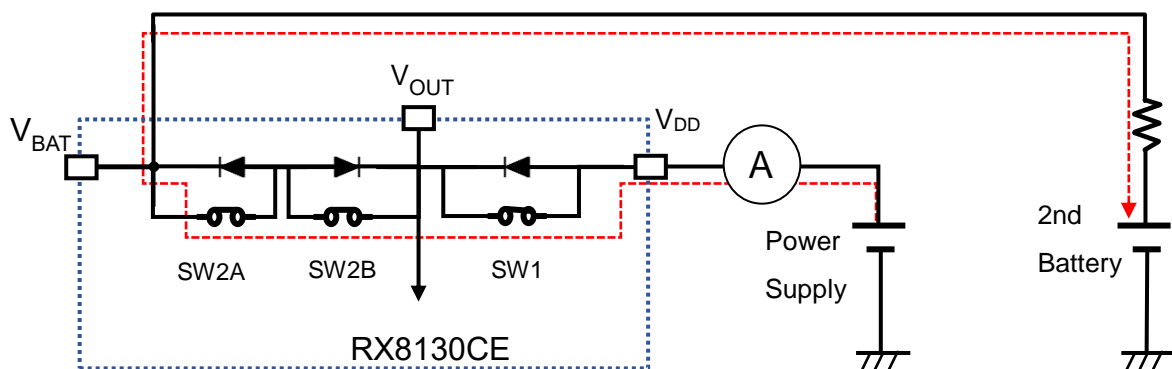 VOUT
VBAT
VDD
A
2nd
Battery
Power
Supply
SW2A
SW2B
SW1
RX8130CE